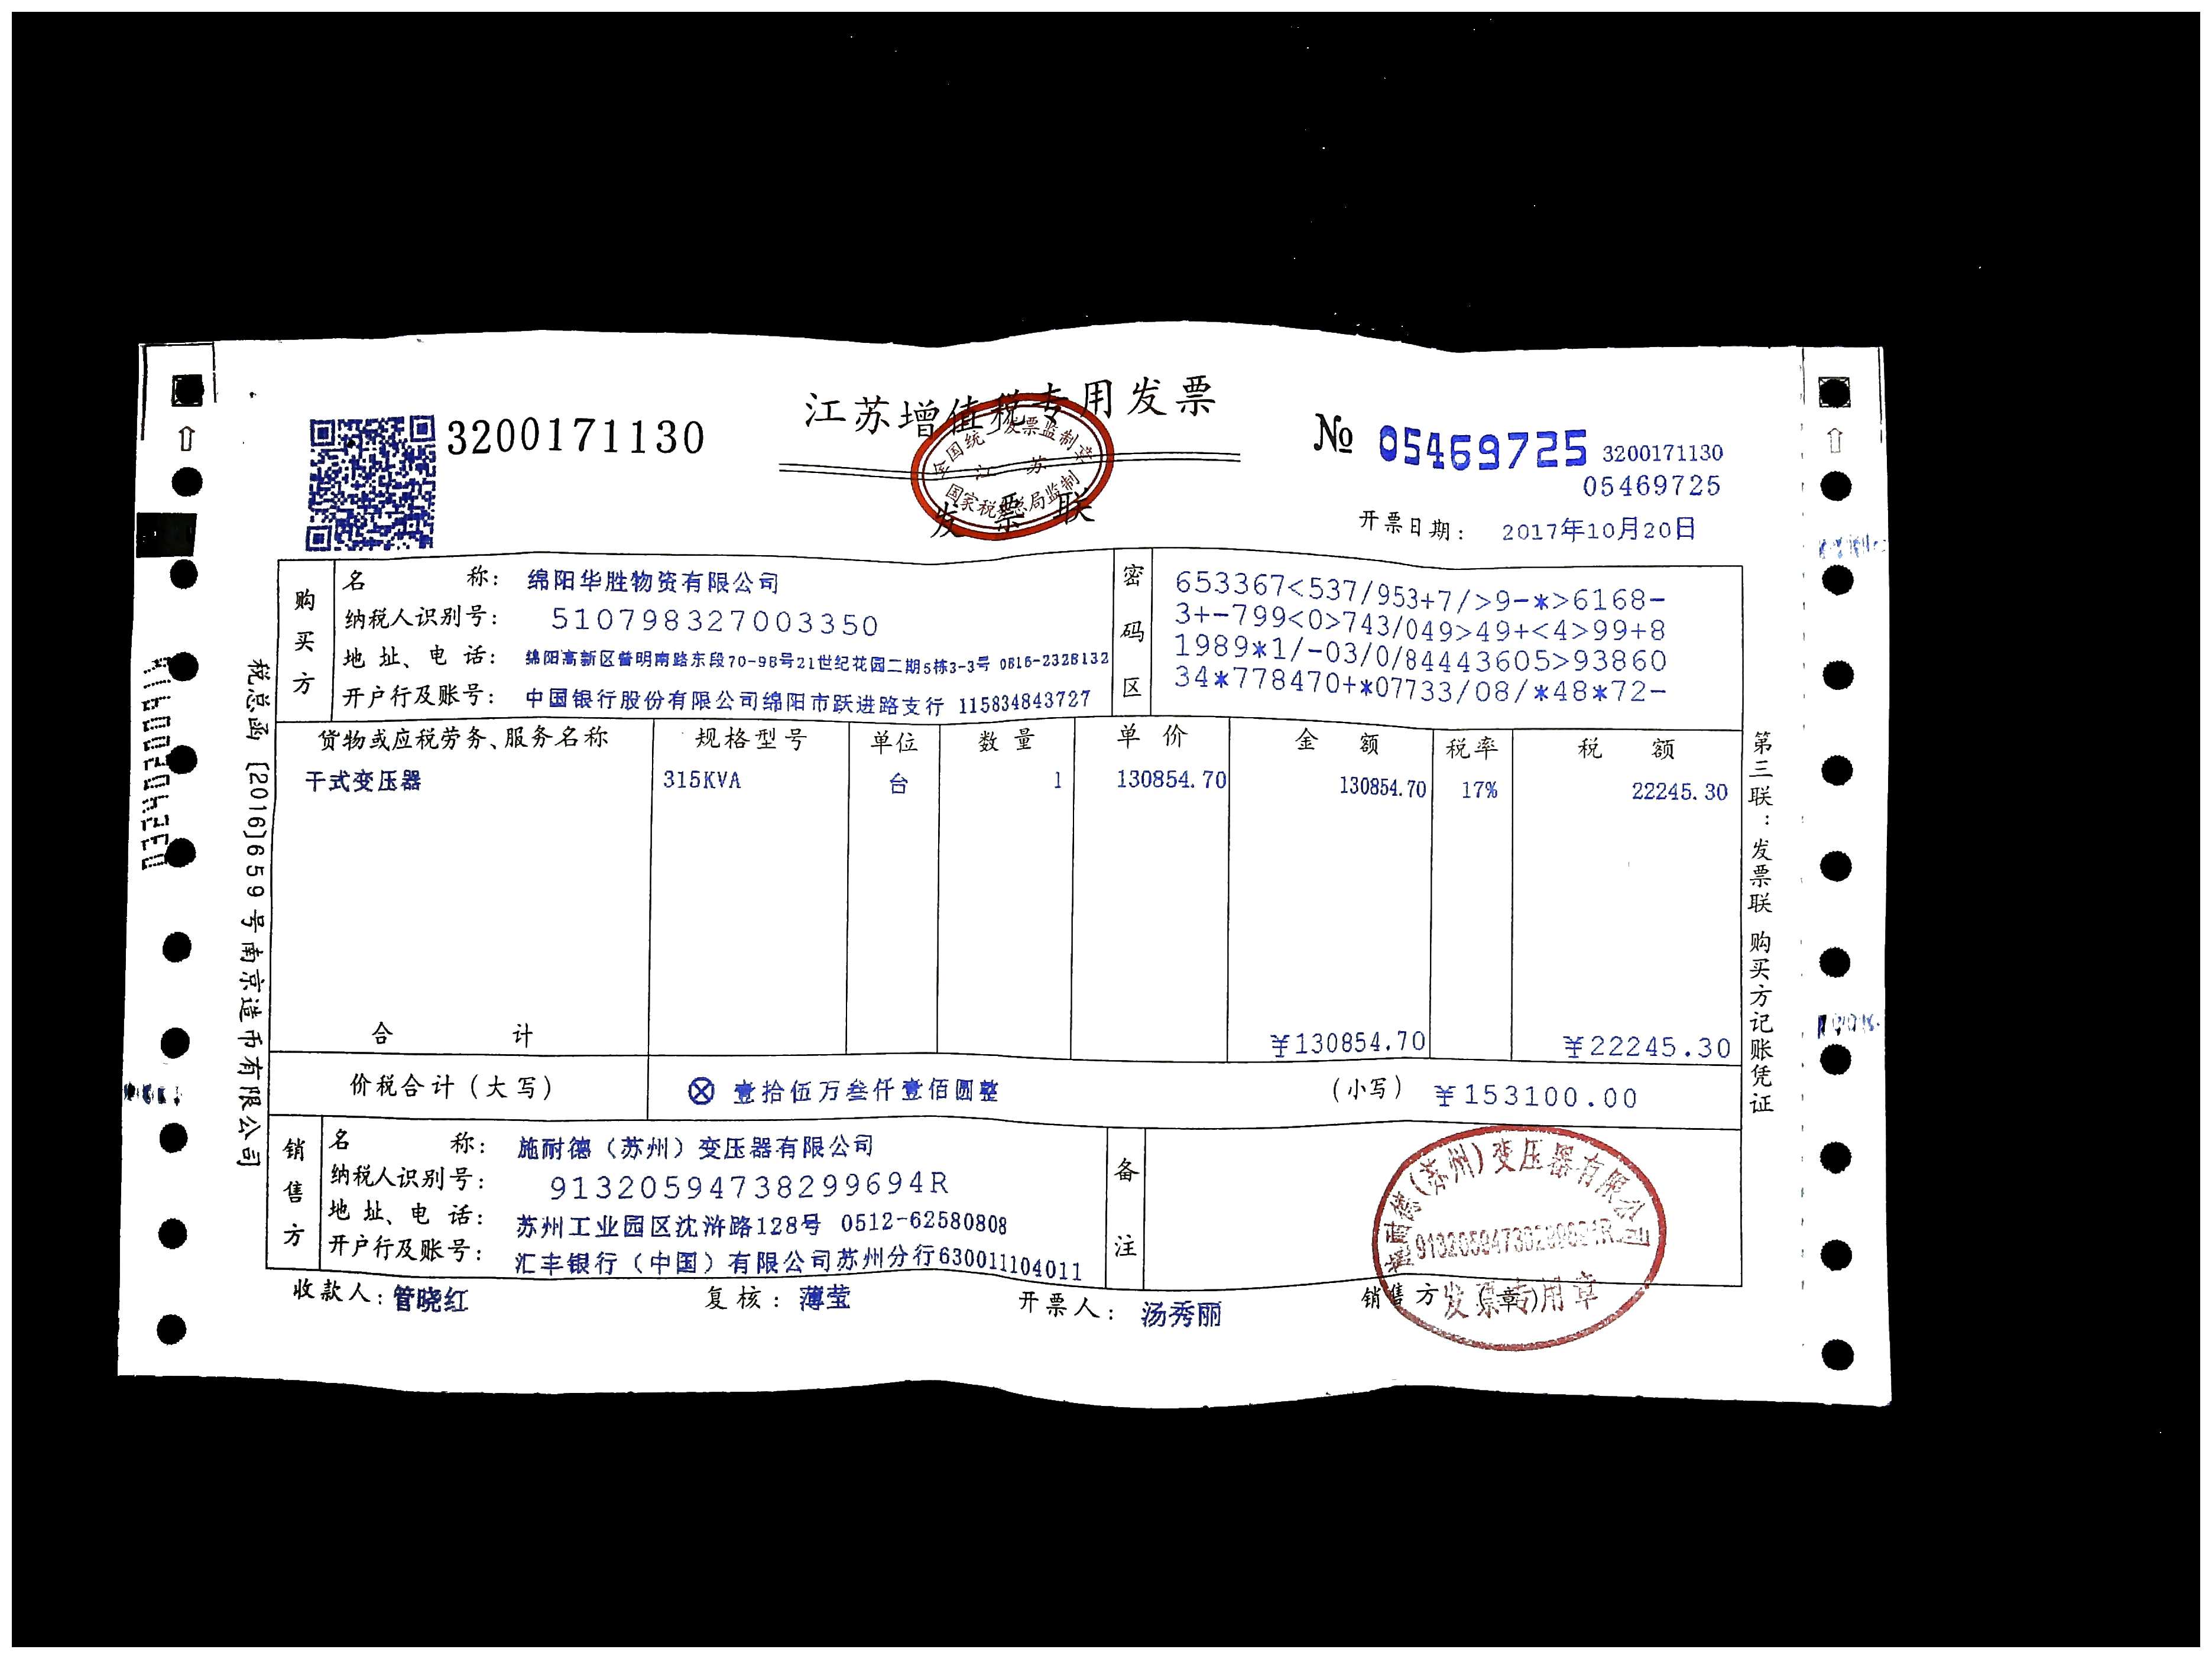 江苏增值税专用发票
3200171130
№ 05469725 3200171130
05469725
全国统一发票监制章
江 苏
国家税务总局监制
发 票 联
开票日期: 2017年10月20日
购买方
名 称: 绵阳华胜物资有限公司
纳税人识别号: 510798327003350
地 址、电 话: 绵阳高新区普明南路东段70-98号21世纪花园二期5栋3-3号 0816-2328132
开户行及账号: 中国银行股份有限公司绵阳市跃进路支行 115834843727
密码区
653367<537/953+7/>9-*>6168-
3+-799<0>743/049>49+<4>99+8
1989*1/-03/0/84443605>93860
34*778470+*07733/08/*48*72-
货物或应税劳务、服务名称 规格型号 单位 数 量 单 价 金 额 税率 税 额
干式变压器 315KVA 台 1 130854.70 130854.70 17% 22245.30
合 计 ¥130854.70 ¥22245.30
价税合计(大写) ⊗ 壹拾伍万叁仟壹佰圆整 (小写) ¥153100.00
销售方
名 称: 施耐德(苏州)变压器有限公司
纳税人识别号: 91320594738299694R
地 址、电 话: 苏州工业园区沈浒路128号 0512-62580808
开户行及账号: 汇丰银行(中国)有限公司苏州分行630011104011
备注
收款人: 管晓红 复 核: 薄莹 开票人: 汤秀丽 销售方:(章)
施耐德(苏州)变压器有限公司
91320594738299694R
发票专用章
税总函[2016]659号南京造币有限公司
第三联:发票联 购买方记账凭证